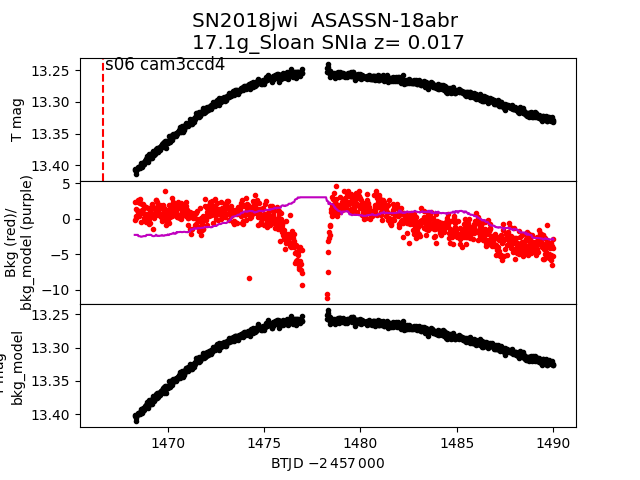 SN2018jwi ASASSN-18abr
17.1g_Sloan SNIa z= 0.017
s06 cam3ccd4
T mag
13.25
13.30
13.35
13.40
Bkg (red)/
bkg_model (purple)
5
0
−5
−10
mag
bkg_model
13.25
13.30
13.35
13.40
1470
1475
1480
1485
1490
BTJD −2 457 000